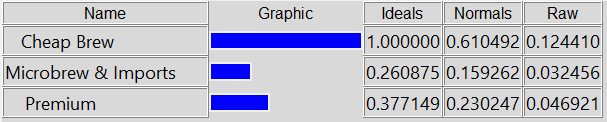 Name Graphic Ideals Normals Raw
Cheap Brew 1.000000 0.610492 0.124410
Microbrew & Imports 0.260875 0.159262 0.032456
Premium 0.377149 0.230247 0.046921